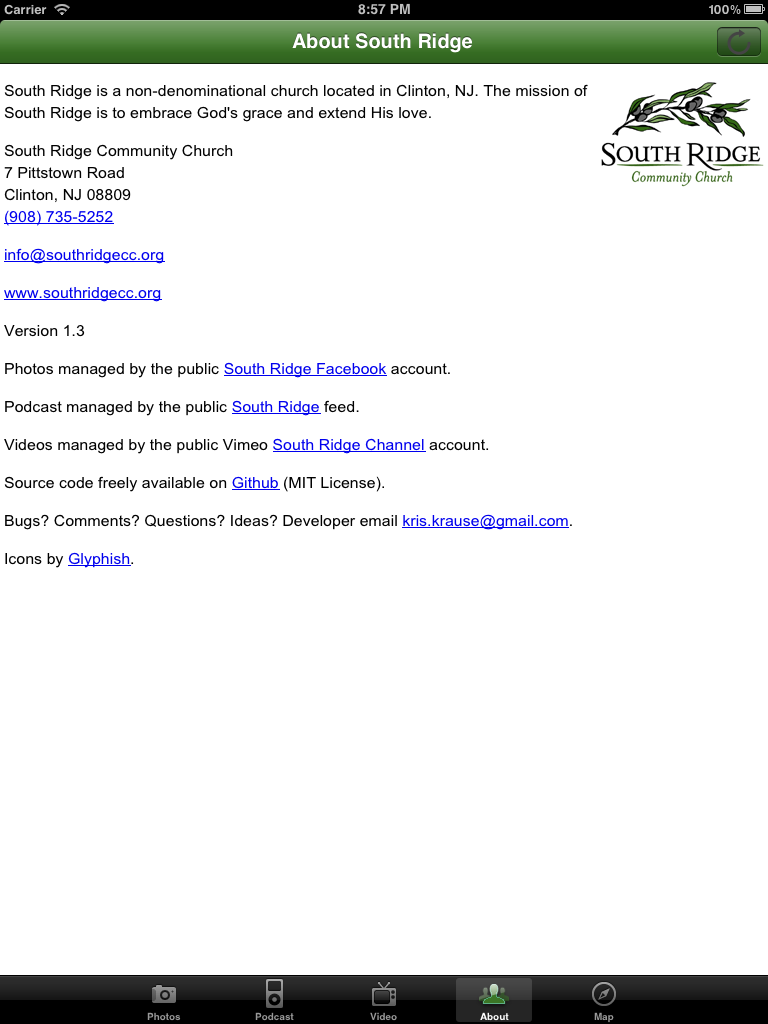 Carrier 8:57 PM 100%
About South Ridge
South Ridge is a non-denominational church located in Clinton, NJ. The mission of
South Ridge is to embrace God's grace and extend His love.
SOUTH RIDGE
Community Church
South Ridge Community Church
7 Pittstown Road
Clinton, NJ 08809
(908) 735-5252
info@southridgecc.org
www.southridgecc.org
Version 1.3
Photos managed by the public South Ridge Facebook account.
Podcast managed by the public South Ridge feed.
Videos managed by the public Vimeo South Ridge Channel account.
Source code freely available on Github (MIT License).
Bugs? Comments? Questions? Ideas? Developer email kris.krause@gmail.com.
Icons by Glyphish.
Photos Podcast Video About Map